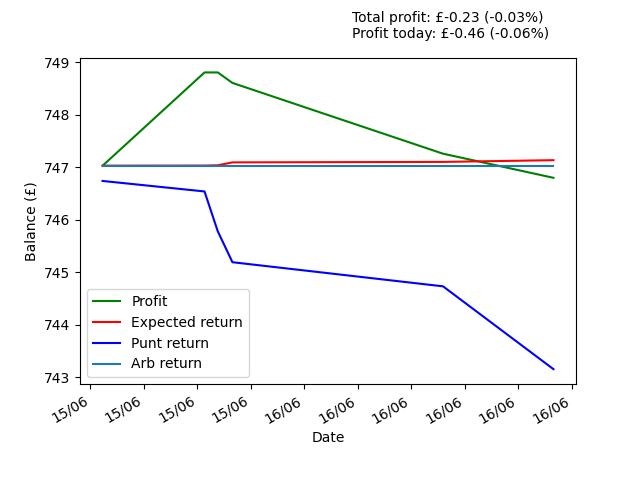 Total profit: £-0.23 (-0.03%)
Profit today: £-0.46 (-0.06%)
749
748
747
746
745
744
743
Balance (£)
Profit
Expected return
Punt return
Arb return
15/06
15/06
15/06
15/06
16/06
16/06
16/06
16/06
16/06
16/06
Date